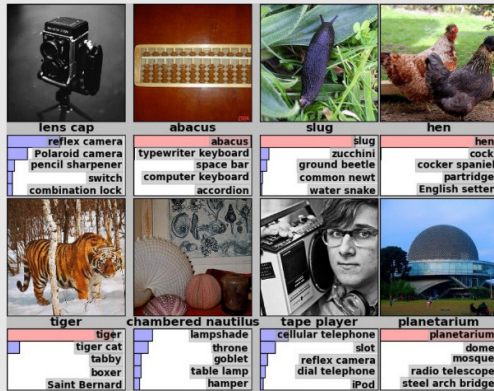 lens cap
reflex camera
Polaroid camera
pencil sharpener
switch
combination lock
abacus
abacus
typewriter keyboard
space bar
computer keyboard
accordion
slug
slug
zucchini
ground beetle
common newt
water snake
hen
hen
cock
cocker spaniel
partridge
English setter
tiger
tiger
tiger cat
tabby
boxer
Saint Bernard
chambered nautilus
lampshade
throne
goblet
table lamp
hamper
tape player
cellular telephone
slot
reflex camera
dial telephone
iPod
planetarium
planetarium
dome
mosque
radio telescope
steel arch bridge